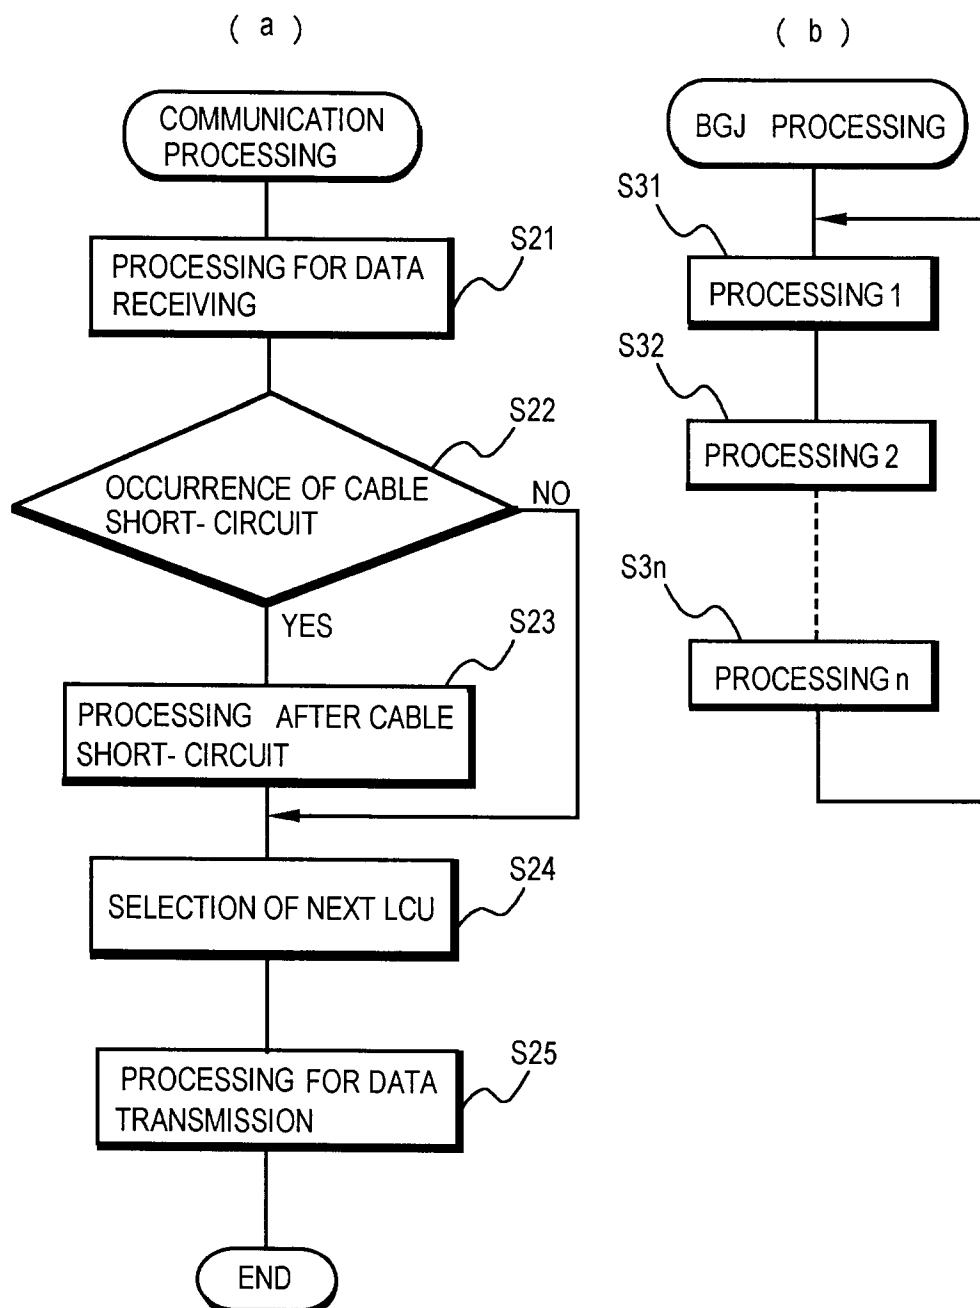 ( a )
COMMUNICATION
PROCESSING
S21
PROCESSING FOR DATA
RECEIVING
S22
OCCURRENCE OF CABLE
SHORT- CIRCUIT
NO
YES
S23
PROCESSING AFTER CABLE
SHORT- CIRCUIT
S24
SELECTION OF NEXT LCU
S25
PROCESSING FOR DATA
TRANSMISSION
END
( b )
BGJ PROCESSING
S31
PROCESSING 1
S32
PROCESSING 2
S3n
PROCESSING n